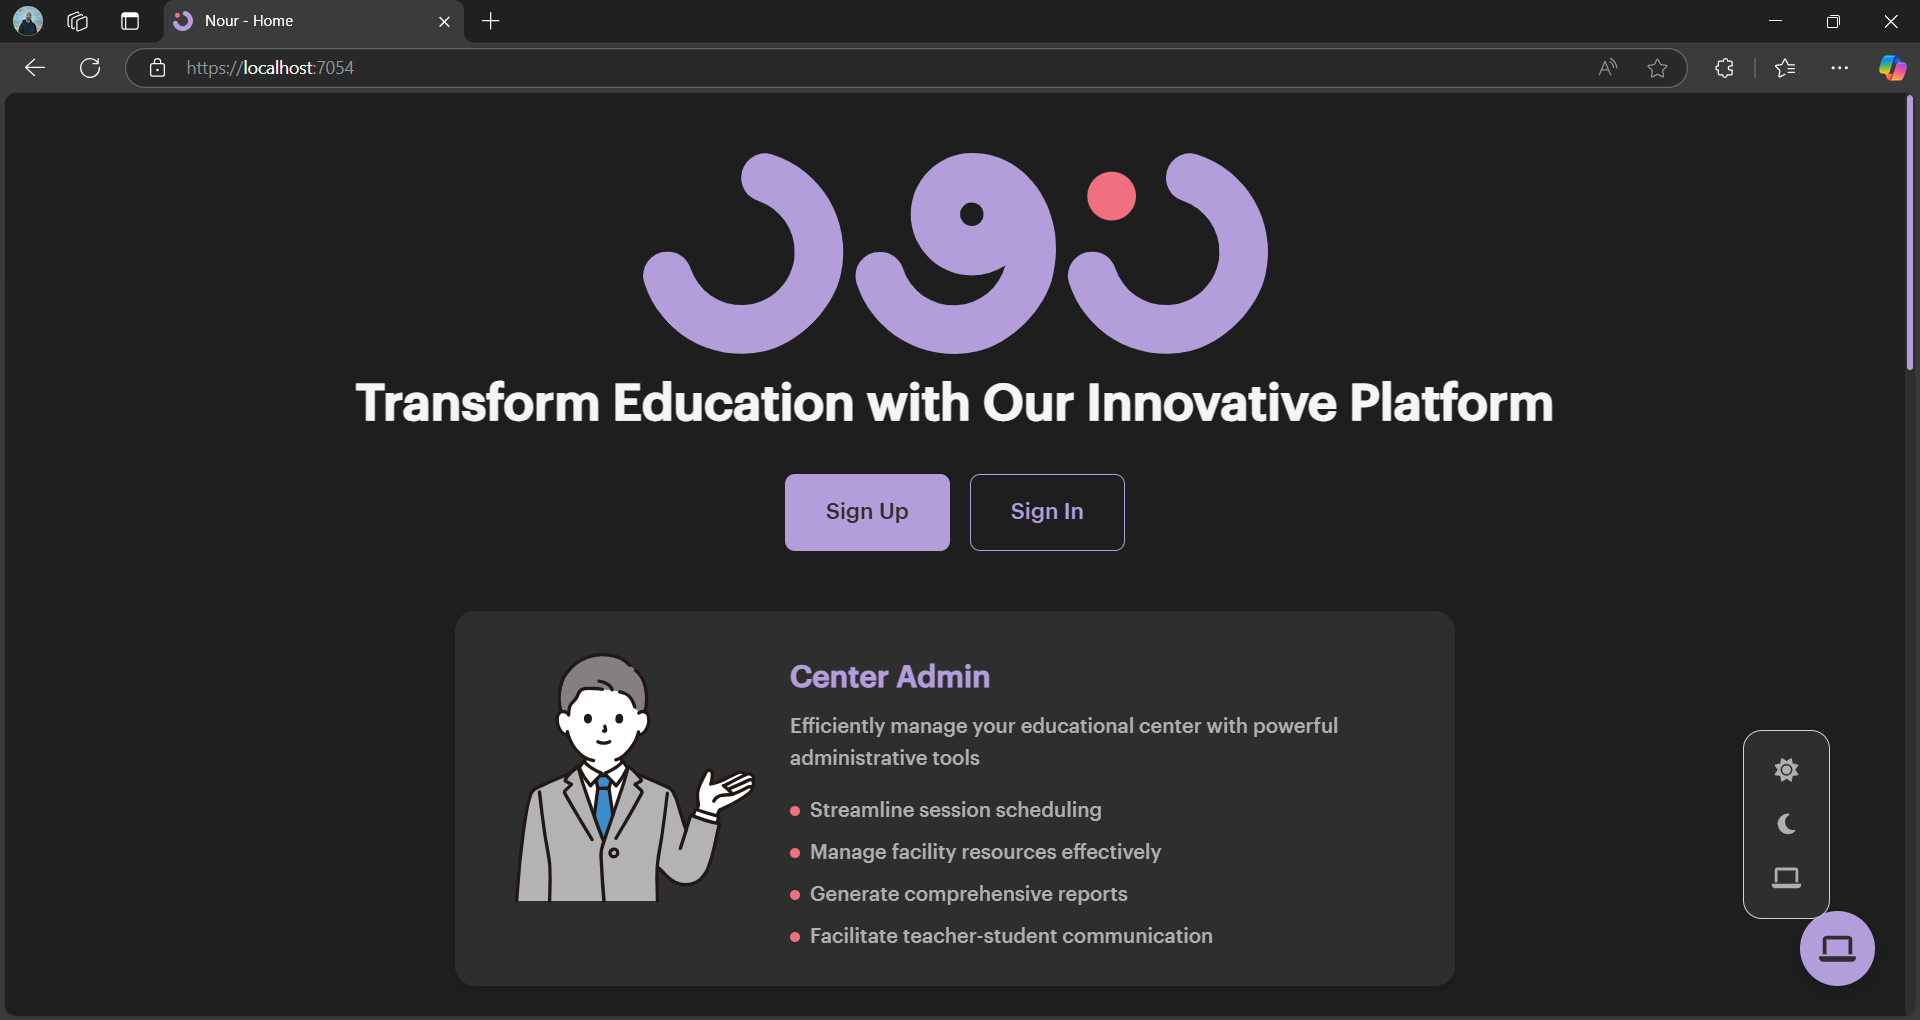 Nour - Home
https://localhost:7054
نور
Transform Education with Our Innovative Platform
Sign Up
Sign In
Center Admin
Efficiently manage your educational center with powerful
administrative tools
Streamline session scheduling
Manage facility resources effectively
Generate comprehensive reports
Facilitate teacher-student communication